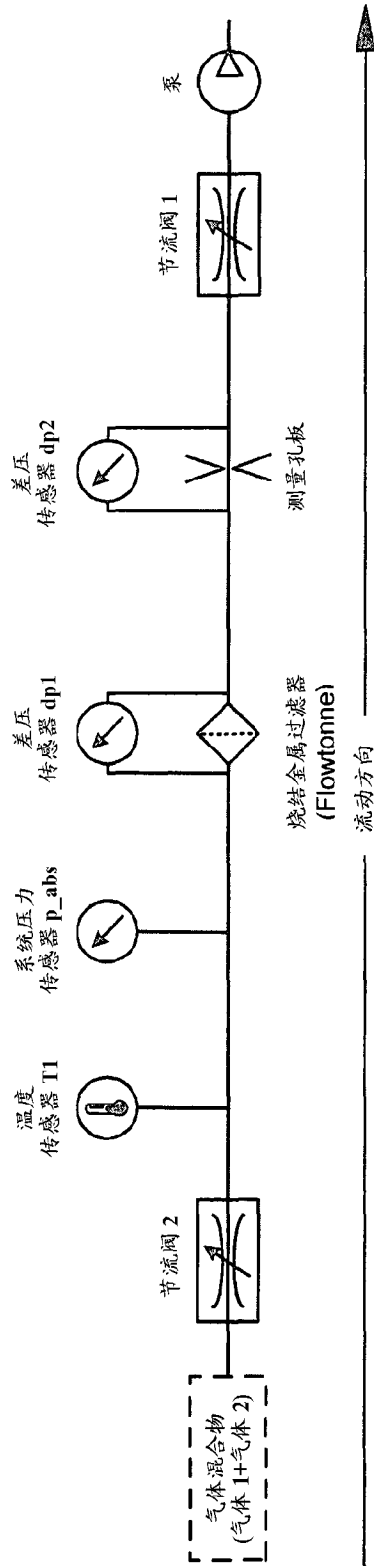 气体混合物
(气体 1+气体 2)
节流阀 2
温度
传感器 T1
系统压力
传感器 p_abs
差压
传感器 dp1
烧结金属过滤器
(Flowtonne)
差压
传感器 dp2
测量孔板
节流阀 1
泵
流动方向